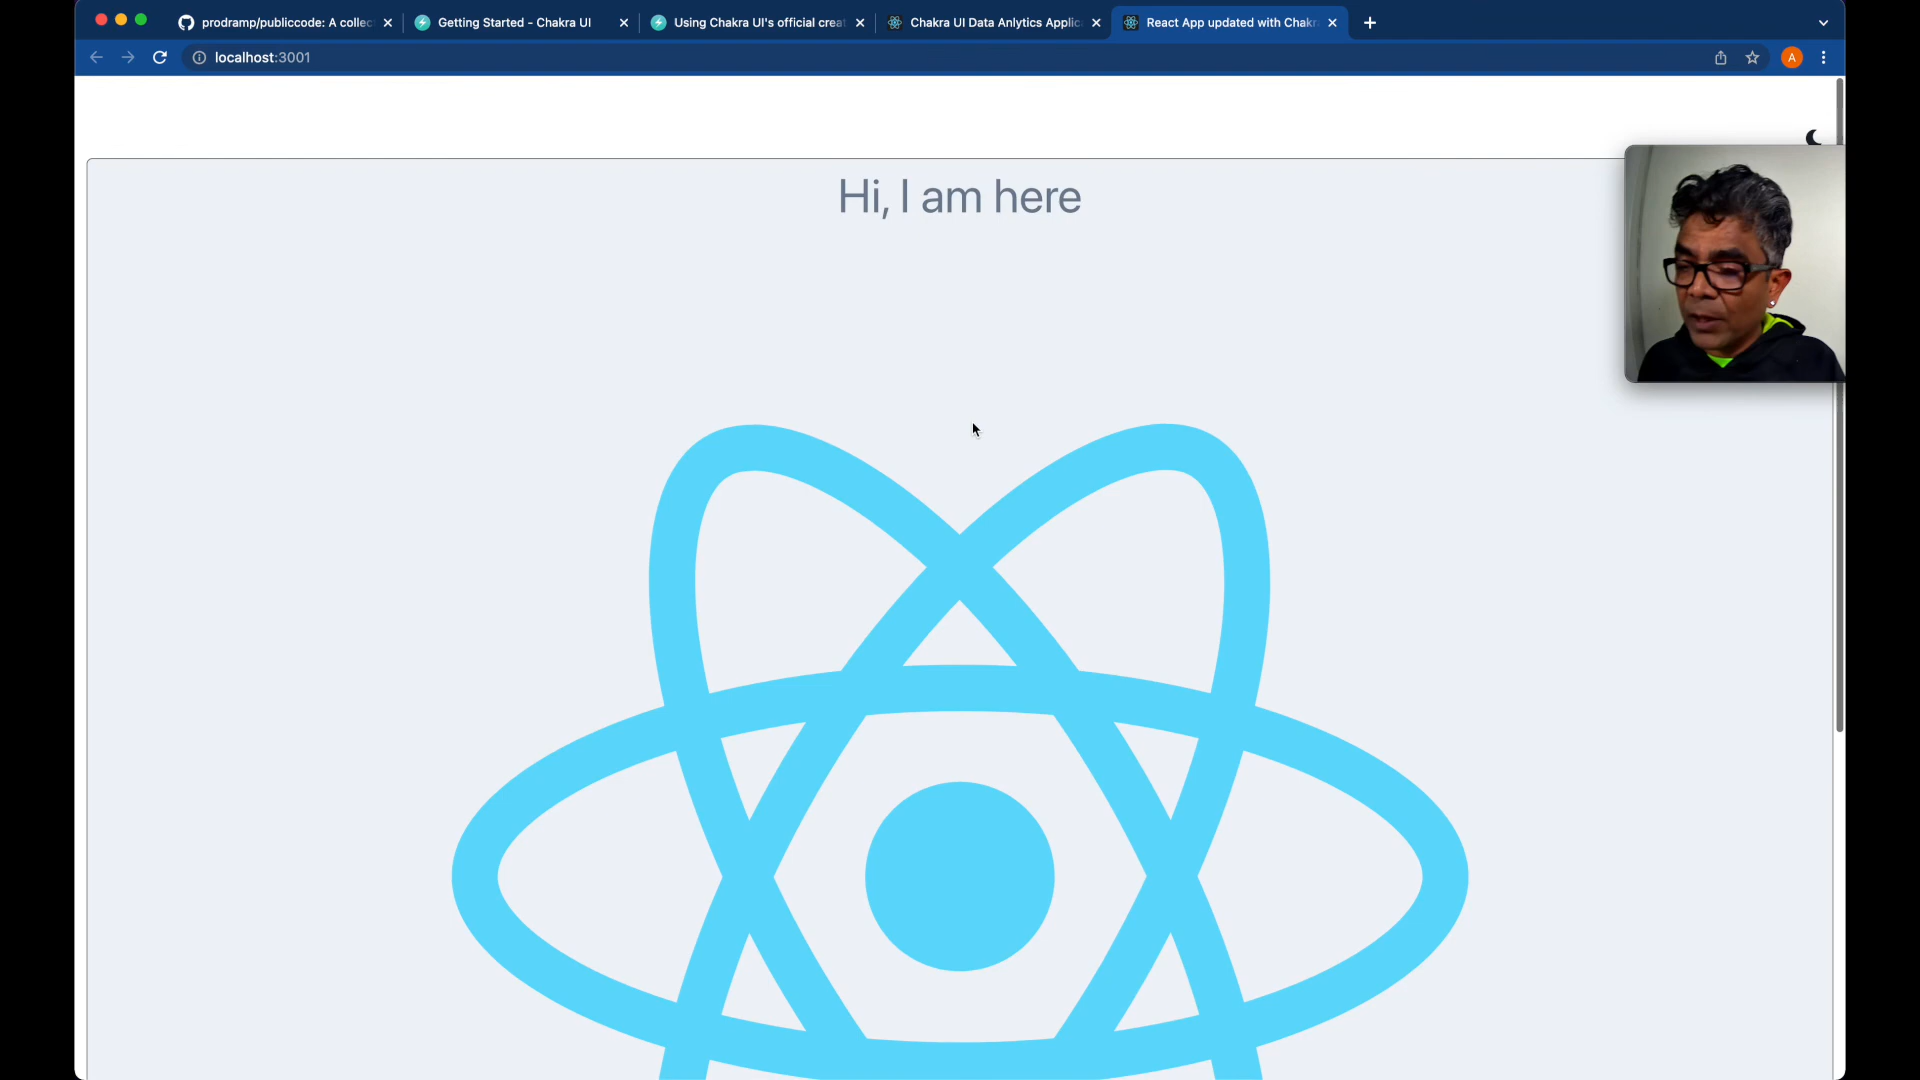 prodramp/publiccode: A collec
Getting Started - Chakra UI
Using Chakra UI's official crea
Chakra UI Data Anlytics Applic
React App updated with Chakr
localhost:3001
A
Hi, I am here